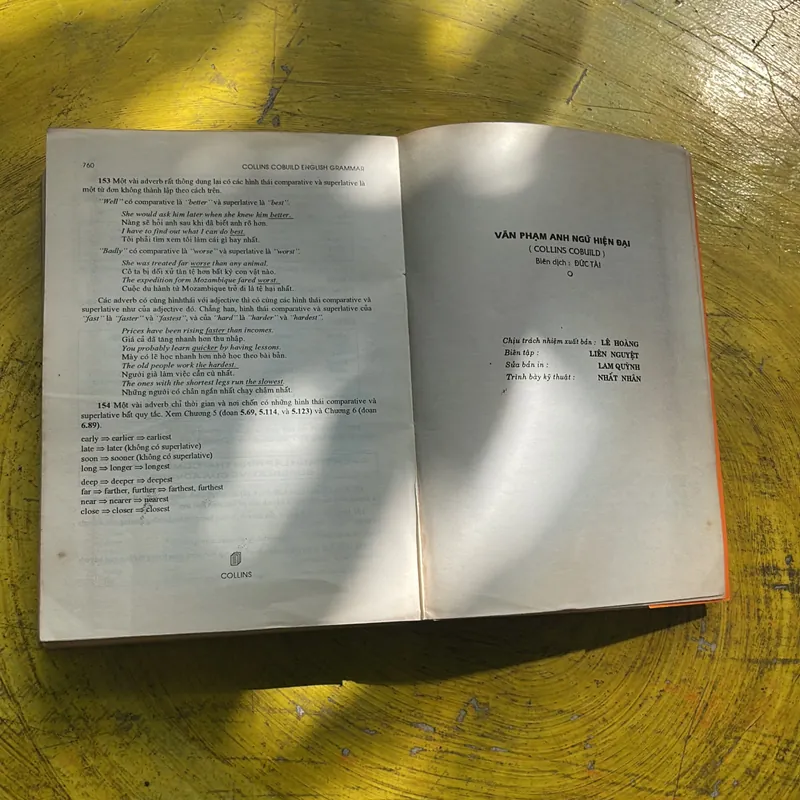 760
COLLINS COBUILD ENGLISH GRAMMAR
153 Một vài adverb rất thông dụng lại có các hình thái comparative và superlative là
một từ đơn không thành lập theo cách trên.
"Well" có comparative là "better" và superlative là "best".
She would ask him later when she knew him better.
Nàng sẽ hỏi anh sau khi đã biết anh rõ hơn.
I have to find out what I can do best.
Tôi phải tìm xem tôi làm cái gì hay nhất.
"Badly" có comparative là "worse" và superlative là "worst".
She was treated far worse than any animal.
Cô ta bị đối xử tàn tệ hơn bất kỳ con vật nào.
The expedition form Mozambique fared worst.
Cuộc du hành từ Mozambique trở đi là tệ hại nhất.
Các adverb có cùng hìnhthái với adjective thì có cùng các hình thái comparative và
superlative như của adjective đó. Chẳng hạn, hình thái comparative và superlative của
"fast" là "faster" và "fastest", và của "hard" là "harder" và "hardest".
Prices have been rising faster than incomes.
Giá cả đã tăng nhanh hơn thu nhập.
You probably learn quicker by having lessons.
Mày có lẽ học nhanh hơn nhờ học theo bài bản.
The old people work the hardest.
Người già làm việc cần cù nhất.
The ones with the shortest legs run the slowest.
Những người có chân ngắn nhất chạy chậm nhất.
154 Một vài adverb chỉ thời gian và nơi chốn có những hình thái comparative và
superlative bất quy tắc. Xem Chương 5 (đoạn 5.69, 5.114, và 5.123) và Chương 6 (đoạn
6.89).
early ⇒ earlier ⇒ earliest
late ⇒ later (không có superlative)
soon ⇒ sooner (không có superlative)
long ⇒ longer ⇒ longest
deep ⇒ deeper ⇒ deepest
far ⇒ farther, further ⇒ farthest, furthest
near ⇒ nearer ⇒ nearest
close ⇒ closer ⇒ closest
COLLINS
VĂN PHẠM ANH NGỮ HIỆN ĐẠI
( COLLINS COBUILD )
Biên dịch : ĐỨC TÀI
Chịu trách nhiệm xuất bản : LÊ HOÀNG
Biên tập : LIÊN NGUYỆT
Sửa bản in : LAM QUỲNH
Trình bày kỹ thuật : NHẤT NHÂN